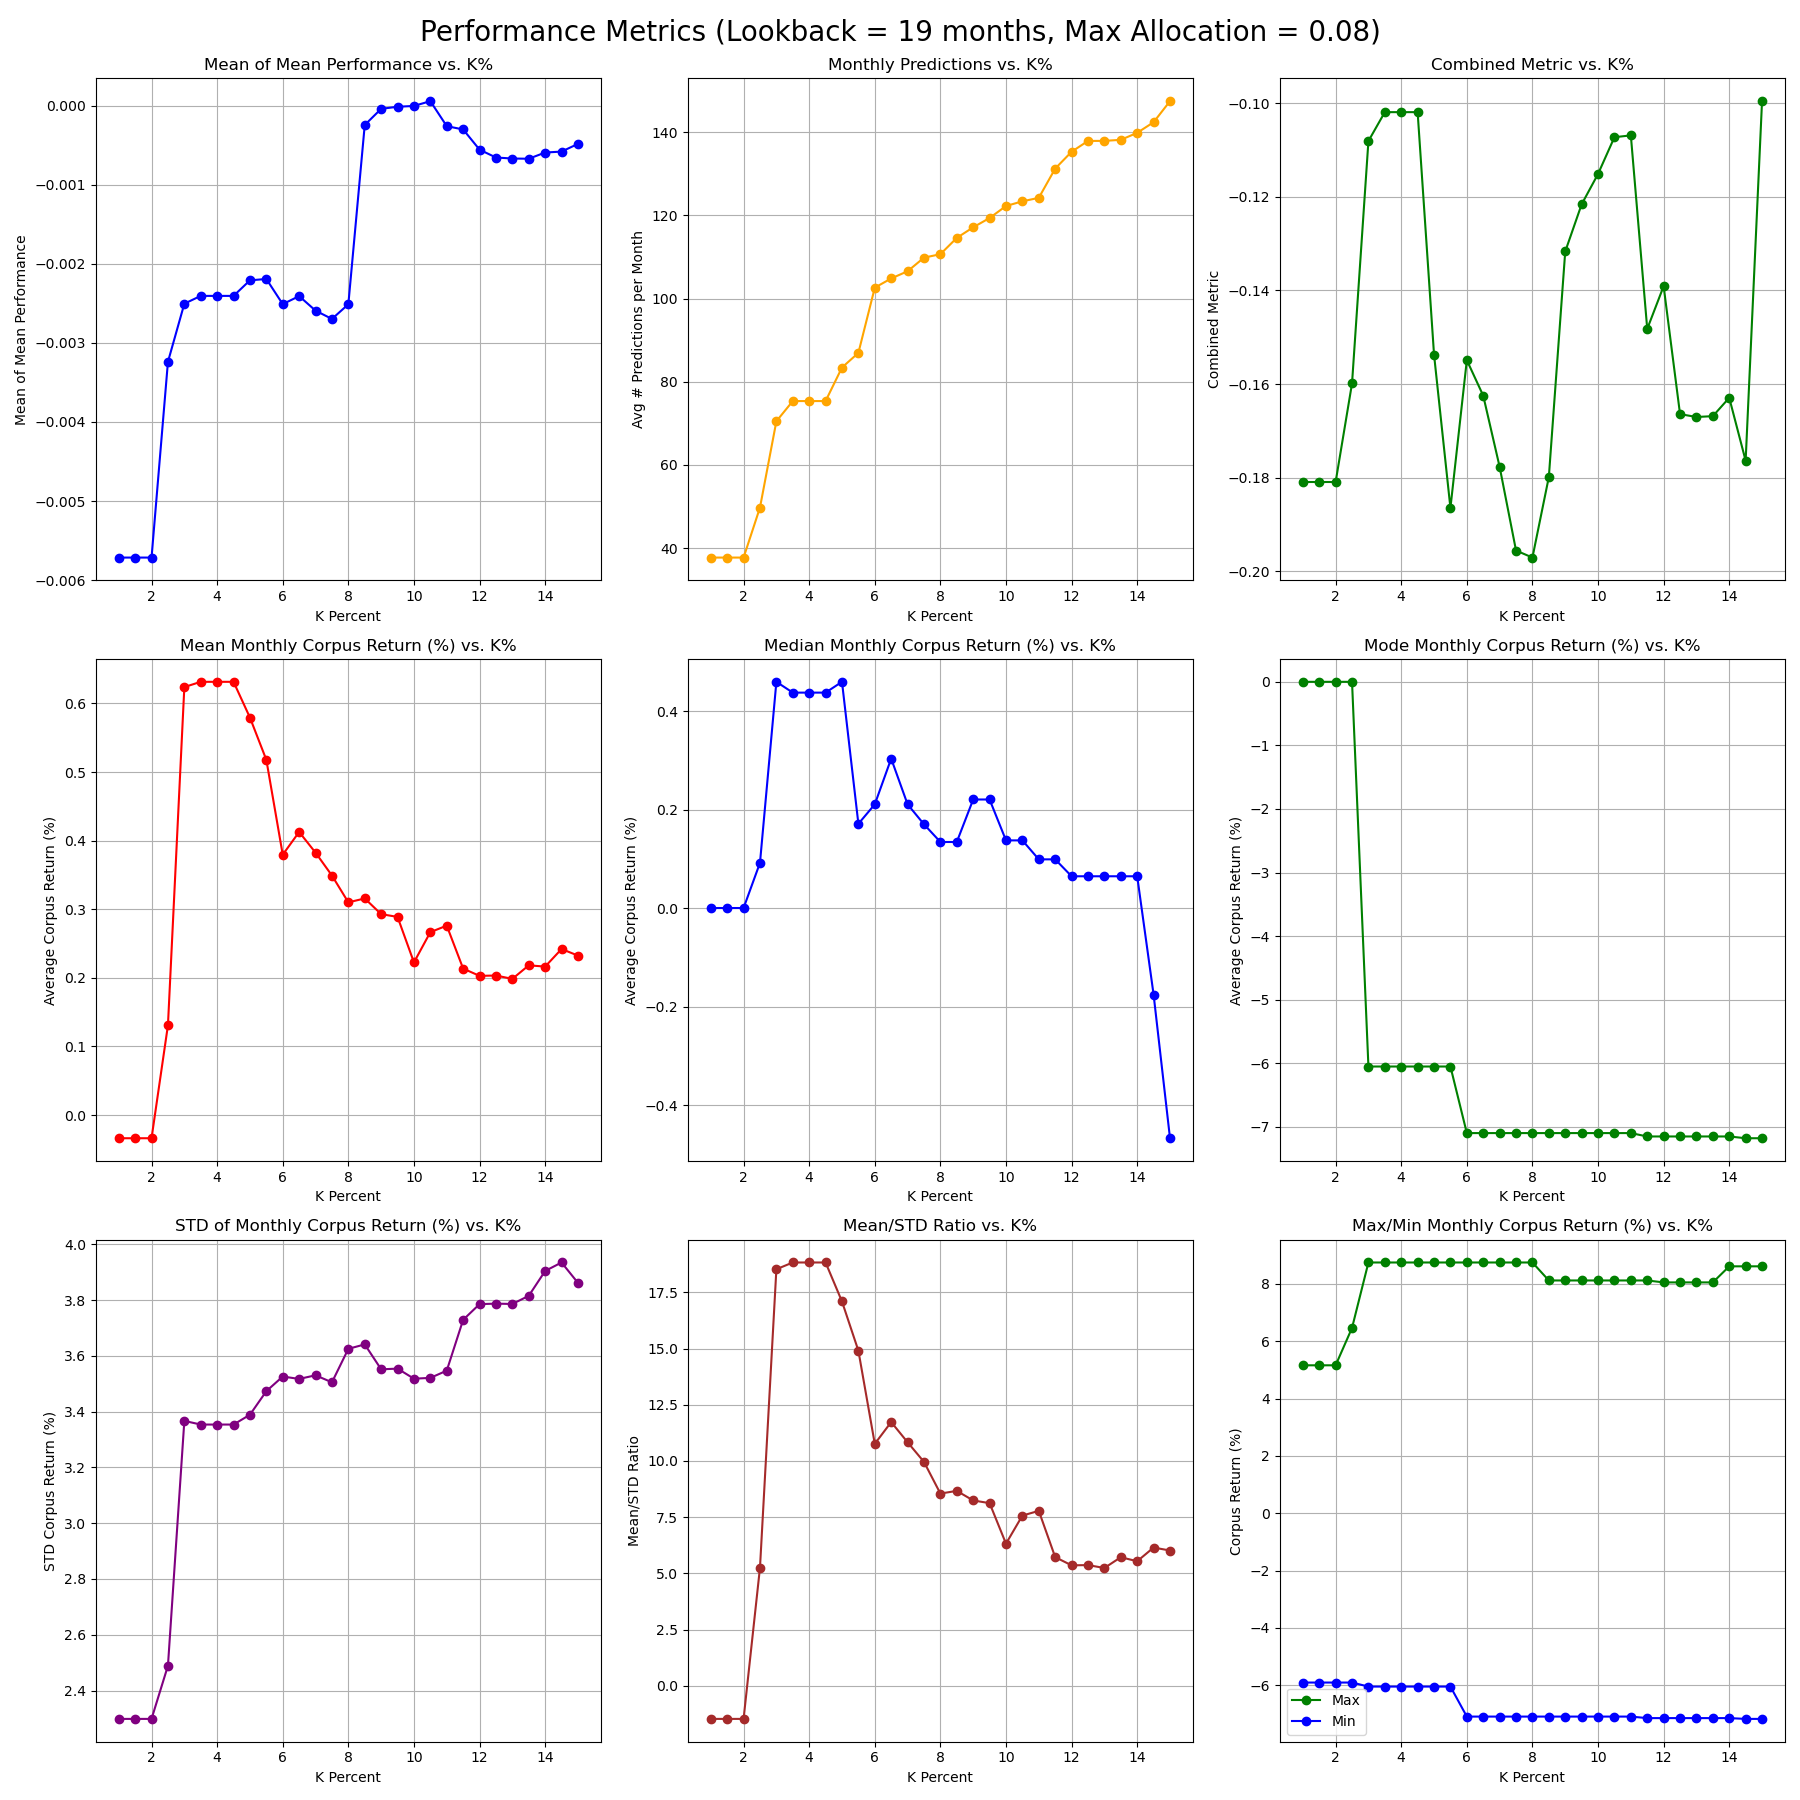 Performance Metrics (Lookback = 19 months, Max Allocation = 0.08)
Mean of Mean Performance vs. K%
Mean of Mean Performance
0.000
−0.001
−0.002
−0.003
−0.004
−0.005
−0.006
2 4 6 8 10 12 14
K Percent
Monthly Predictions vs. K%
Avg # Predictions per Month
140
120
100
80
60
40
2 4 6 8 10 12 14
K Percent
Combined Metric vs. K%
Combined Metric
−0.10
−0.12
−0.14
−0.16
−0.18
−0.20
2 4 6 8 10 12 14
K Percent
Mean Monthly Corpus Return (%) vs. K%
Average Corpus Return (%)
0.6
0.5
0.4
0.3
0.2
0.1
0.0
2 4 6 8 10 12 14
K Percent
Median Monthly Corpus Return (%) vs. K%
Average Corpus Return (%)
0.4
0.2
0.0
−0.2
−0.4
2 4 6 8 10 12 14
K Percent
Mode Monthly Corpus Return (%) vs. K%
Average Corpus Return (%)
0
−1
−2
−3
−4
−5
−6
−7
2 4 6 8 10 12 14
K Percent
STD of Monthly Corpus Return (%) vs. K%
STD Corpus Return (%)
4.0
3.8
3.6
3.4
3.2
3.0
2.8
2.6
2.4
2 4 6 8 10 12 14
K Percent
Mean/STD Ratio vs. K%
Mean/STD Ratio
17.5
15.0
12.5
10.0
7.5
5.0
2.5
0.0
2 4 6 8 10 12 14
K Percent
Max/Min Monthly Corpus Return (%) vs. K%
Corpus Return (%)
8
6
4
2
0
−2
−4
−6
Max
Min
2 4 6 8 10 12 14
K Percent